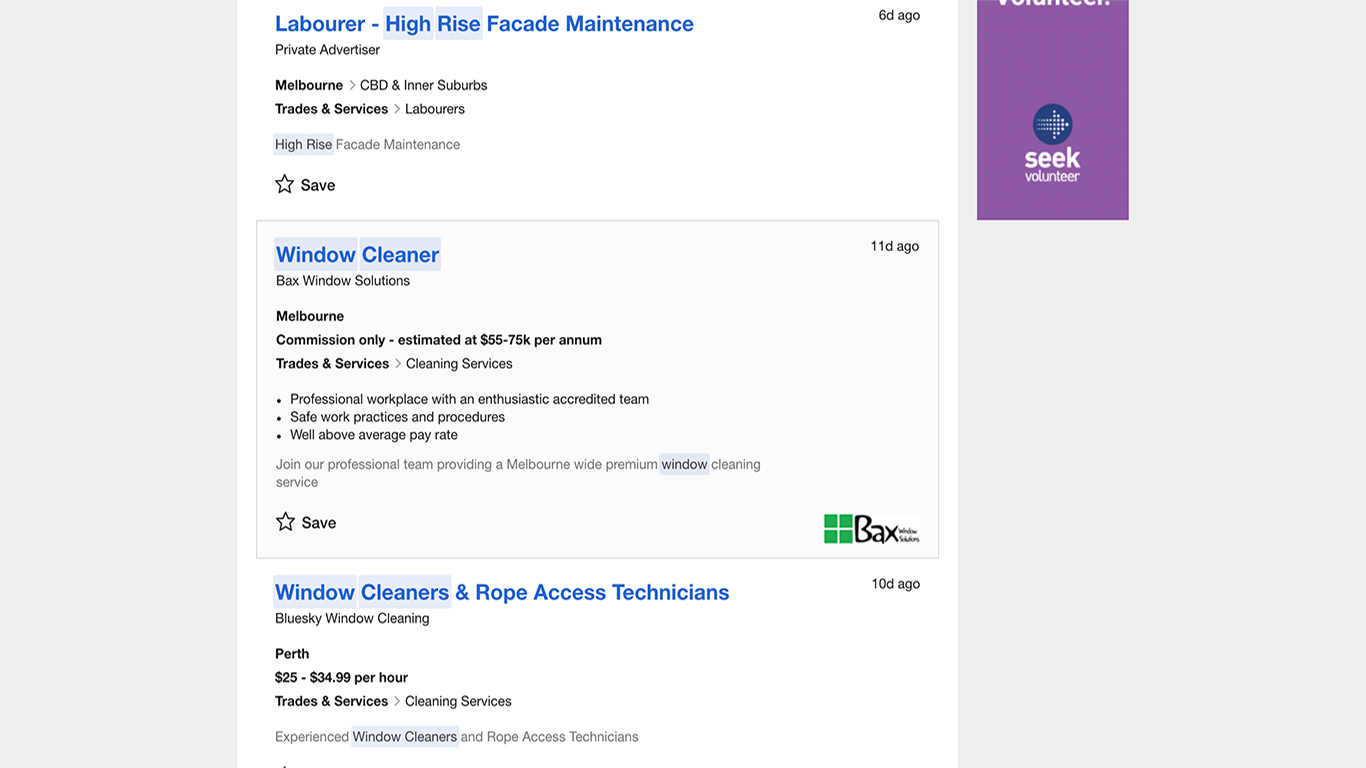 Labourer - High Rise Facade Maintenance
6d ago
Private Advertiser
Melbourne > CBD & Inner Suburbs
Trades & Services > Labourers
High Rise Facade Maintenance
Save
volunteer.
seek
volunteer
Window Cleaner
11d ago
Bax Window Solutions
Melbourne
Commission only - estimated at $55-75k per annum
Trades & Services > Cleaning Services
• Professional workplace with an enthusiastic accredited team
• Safe work practices and procedures
• Well above average pay rate
Join our professional team providing a Melbourne wide premium window cleaning
service
Save
Bax Window
Solutions
Window Cleaners & Rope Access Technicians
10d ago
Bluesky Window Cleaning
Perth
$25 - $34.99 per hour
Trades & Services > Cleaning Services
Experienced Window Cleaners and Rope Access Technicians